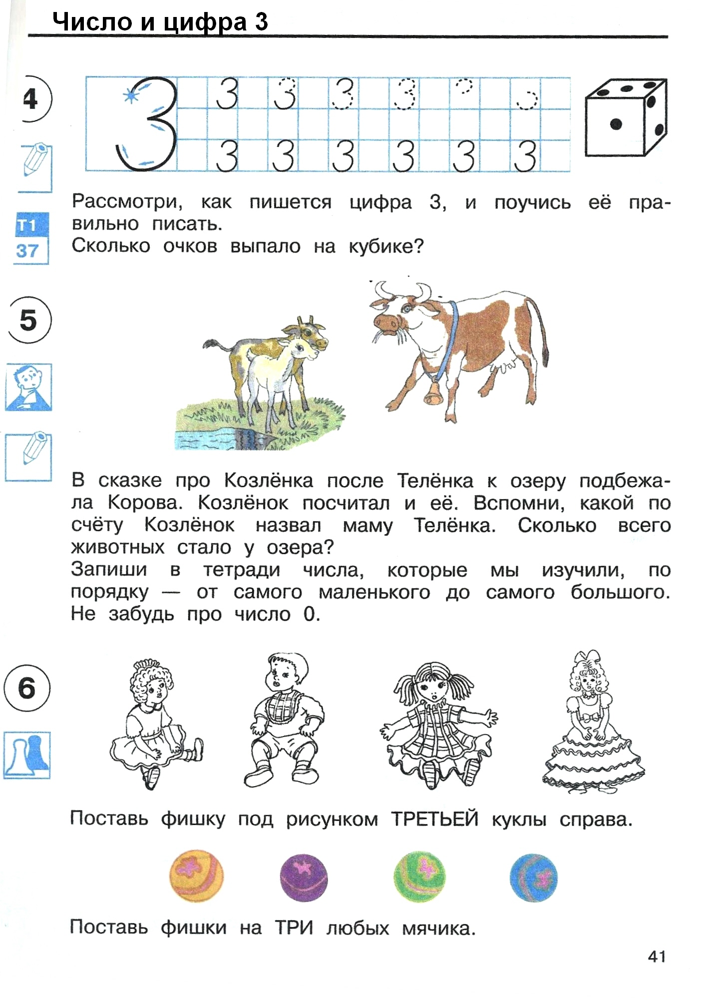 Число и цифра 3
4
3 3 3 3 3
3
3 3 3 3 3 3
Рассмотри, как пишется цифра 3, и поучись её пра-
вильно писать.
Т1
37
Сколько очков выпало на кубике?
5
В сказке про Козлёнка после Телёнка к озеру подбежа-
ла Корова. Козлёнок посчитал и её. Вспомни, какой по
счёту Козлёнок назвал маму Телёнка. Сколько всего
животных стало у озера?
Запиши в тетради числа, которые мы изучили, по
порядку — от самого маленького до самого большого.
Не забудь про число 0.
6
Поставь фишку под рисунком ТРЕТЬЕЙ куклы справа.
Поставь фишки на ТРИ любых мячика.
41